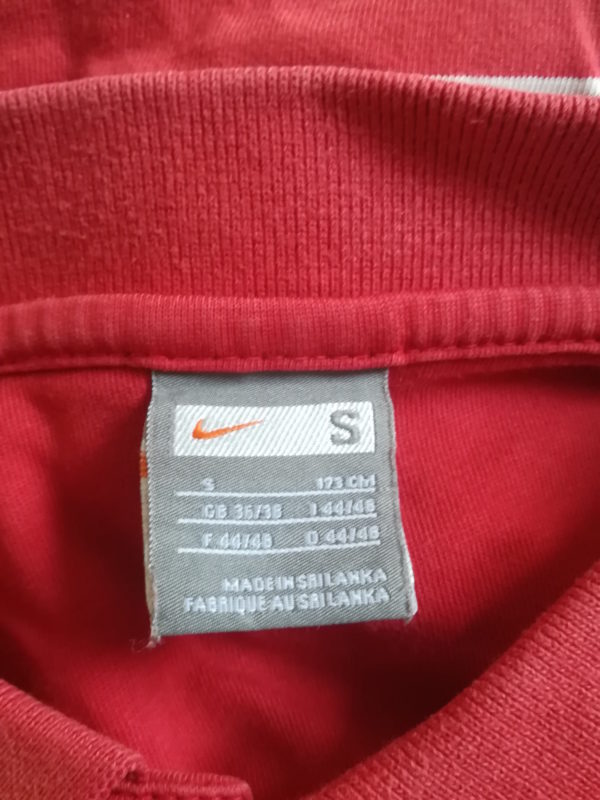 S
S 173 CM
GB 36/38 I 44/46
F 44/46 D 44/46
MADE IN SRI LANKA
FABRIQUE AU SRI LANKA